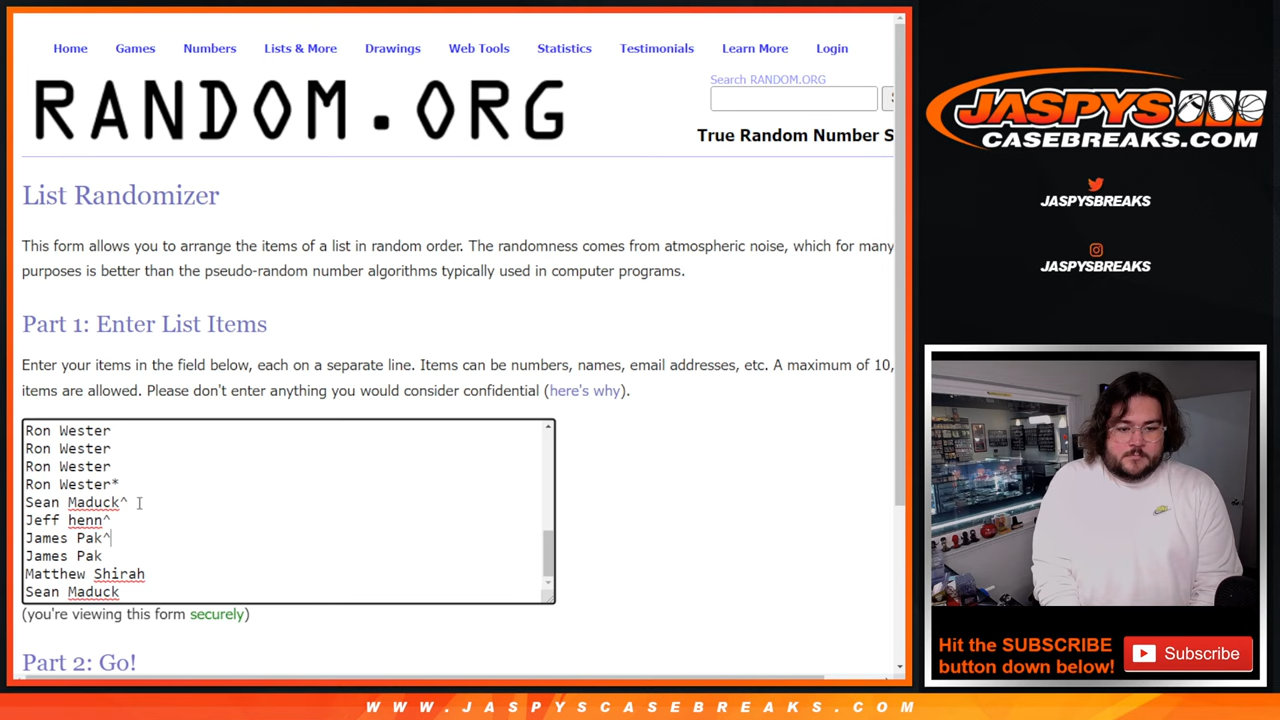 Home Games Numbers Lists & More Drawings Web Tools Statistics Testimonials Learn More Login
Search RANDOM.ORG
RANDOM.ORG
True Random Number S
List Randomizer
This form allows you to arrange the items of a list in random order. The randomness comes from atmospheric noise, which for many
purposes is better than the pseudo-random number algorithms typically used in computer programs.
Part 1: Enter List Items
Enter your items in the field below, each on a separate line. Items can be numbers, names, email addresses, etc. A maximum of 10,
items are allowed. Please don't enter anything you would consider confidential (here's why).
Ron Wester
Ron Wester
Ron Wester
Ron Wester*
Sean Maduck^
Jeff henn^
James Pak^
James Pak
Matthew Shirah
Sean Maduck
(you're viewing this form securely)
Part 2: Go!
JASPYS
CASEBREAKS.COM
JASPYSBREAKS
JASPYSBREAKS
Hit the SUBSCRIBE
button down below!
Subscribe
WWW.JASPYSCASEBREAKS.COM